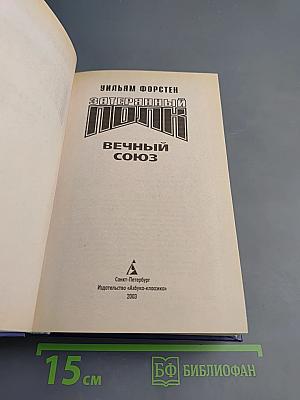 УИЛЬЯМ ФОРСТЕН
ЗАТЕРЯННЫЙ
ПОЛК
ВЕЧНЫЙ
СОЮЗ
Санкт-Петербург
Издательство «Азбука-классика»
2003
15 см
БФ БИБЛИОФАН